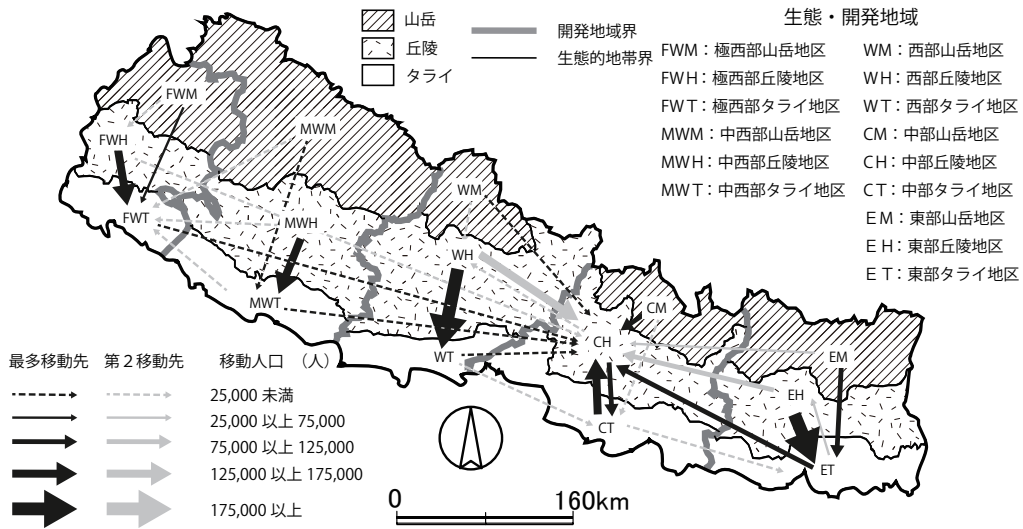 山岳
丘陵
タライ
開発地域界
生態的地帯界
生態・開発地域
FWM：極西部山岳地区
FWH：極西部丘陵地区
FWT：極西部タライ地区
MWM：中西部山岳地区
MWH：中西部丘陵地区
MWT：中西部タライ地区
WM：西部山岳地区
WH：西部丘陵地区
WT：西部タライ地区
CM：中部山岳地区
CH：中部丘陵地区
CT：中部タライ地区
EM：東部山岳地区
EH：東部丘陵地区
ET：東部タライ地区
FWM
MWM
FWH
WM
FWT
MWH
WH
MWT
CM
CH
WT
EM
EH
CT
ET
最多移動先 第２移動先 移動人口 （人）
25,000 未満
25,000 以上 75,000
75,000 以上 125,000
125,000 以上 175,000
175,000 以上
0 160km